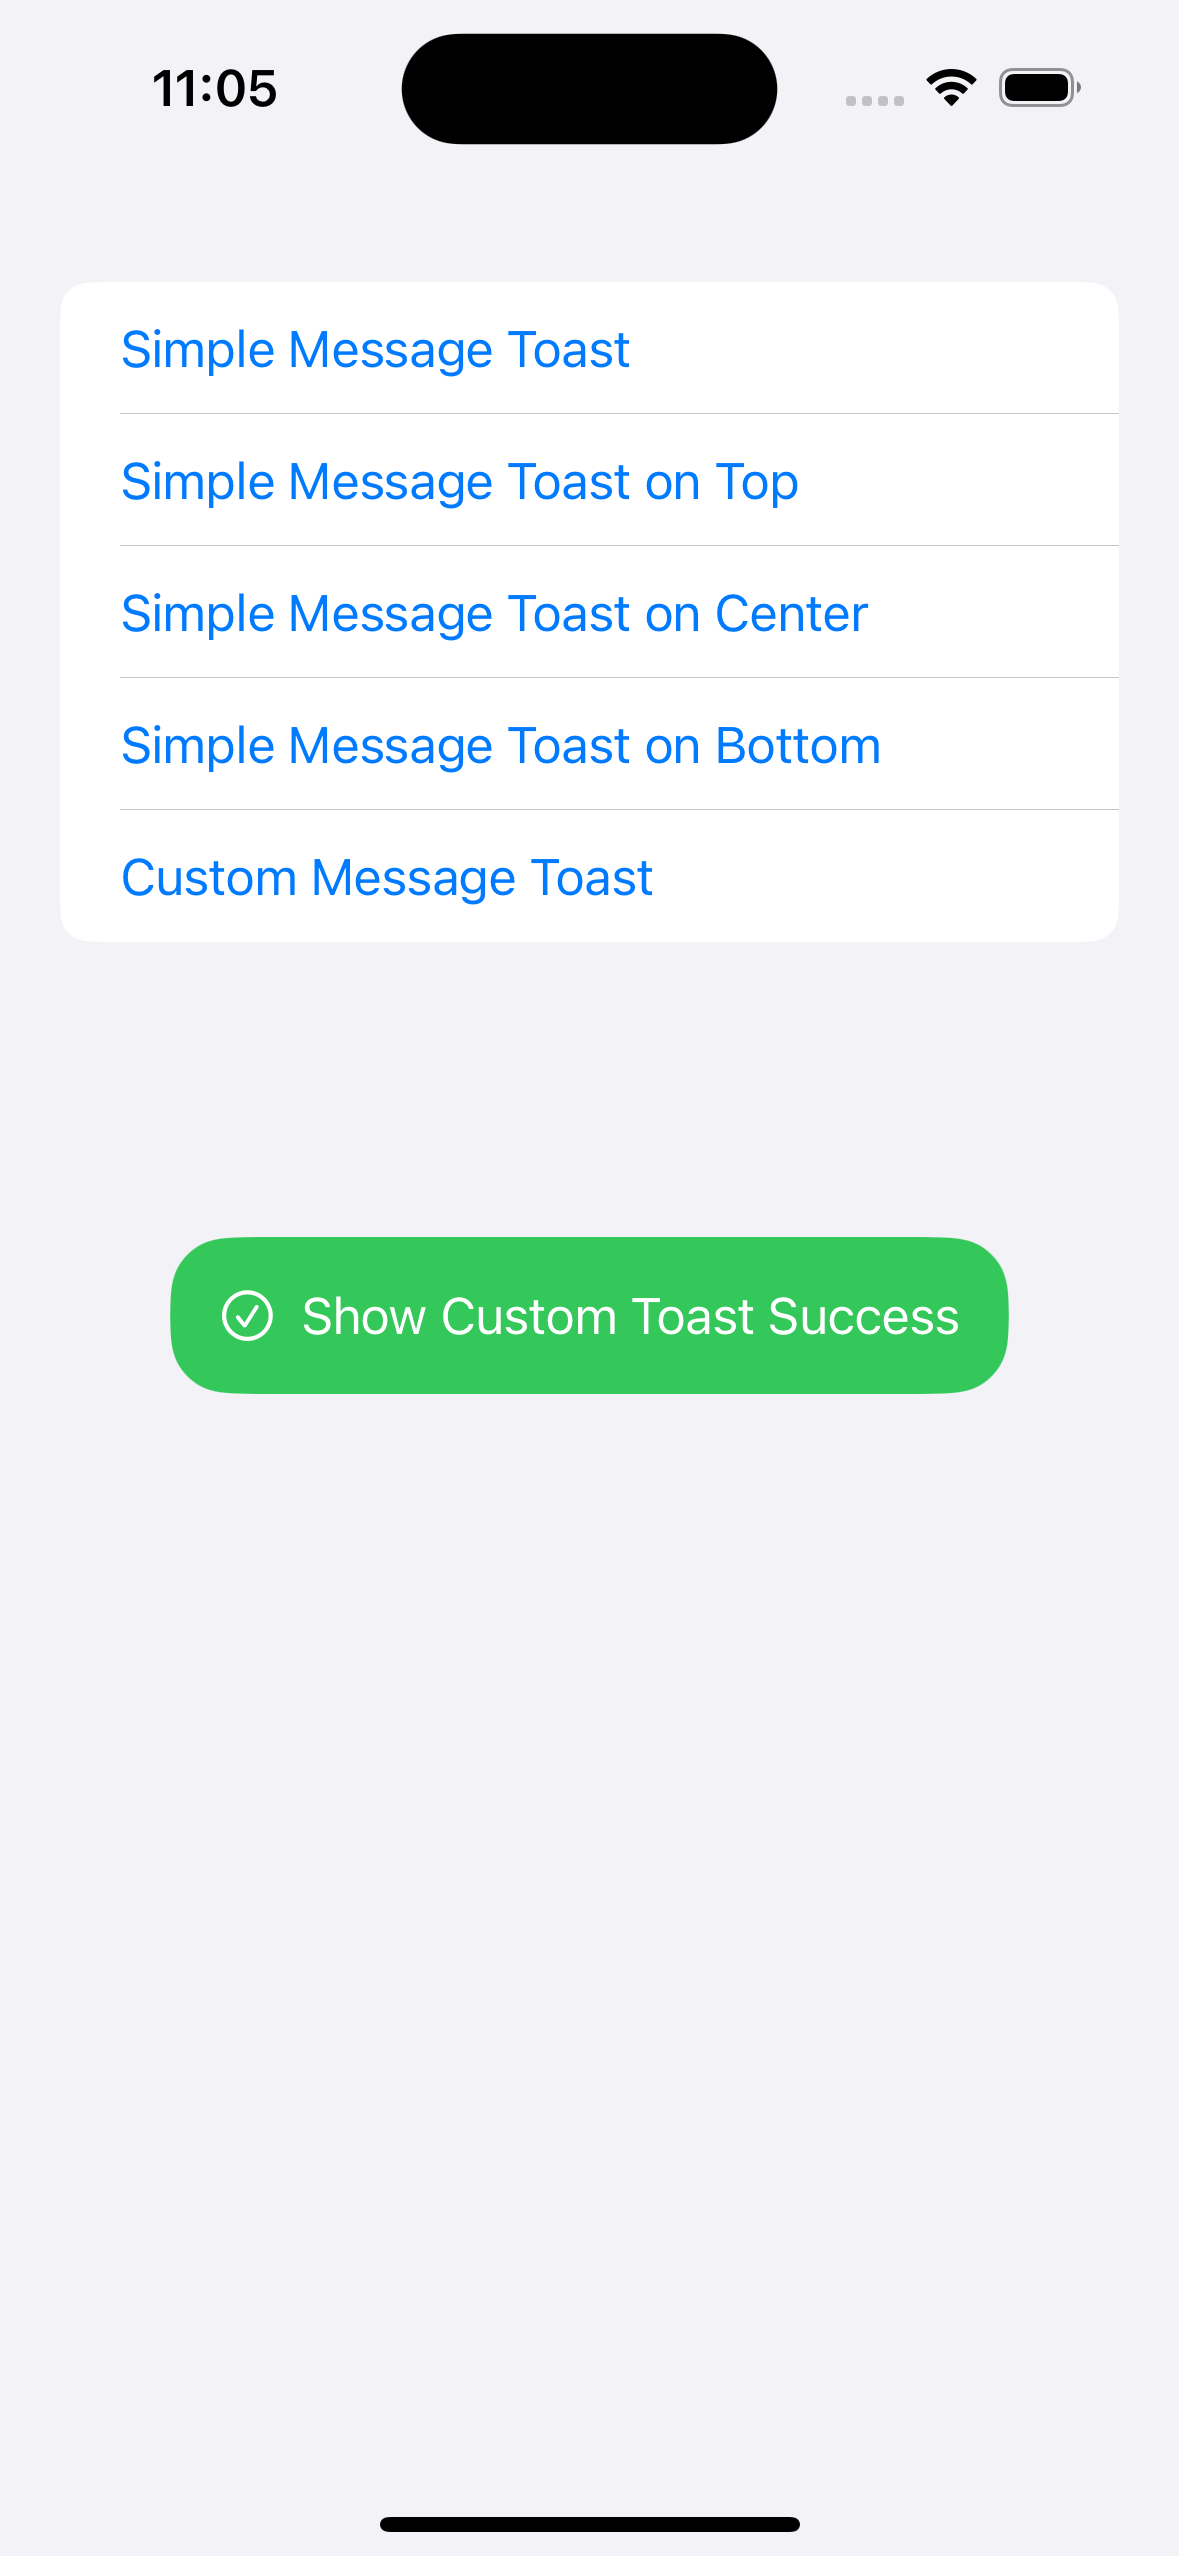 11:05
Simple Message Toast
Simple Message Toast on Top
Simple Message Toast on Center
Simple Message Toast on Bottom
Custom Message Toast
Show Custom Toast Success